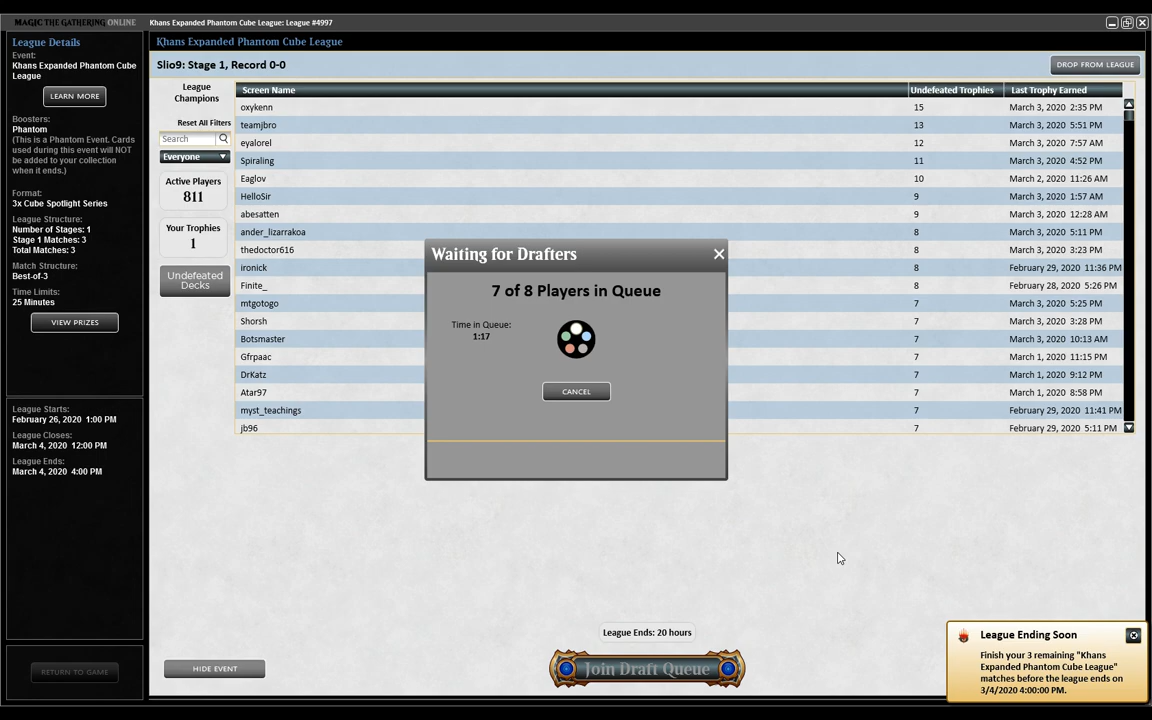 MAGIC THE GATHERING ONLINE
Khans Expanded Phantom Cube League: League #4997
League Details
Event:
Khans Expanded Phantom Cube
League
LEARN MORE
Boosters:
Phantom
(This is a Phantom Event. Cards
used during this event will NOT
be added to your collection
when it ends.)
Format:
3x Cube Spotlight Series
League Structure:
Number of Stages: 1
Stage 1 Matches: 3
Total Matches: 3
Match Structure:
Best-of-3
Time Limits:
25 Minutes
VIEW PRIZES
League Starts:
February 26, 2020 1:00 PM
League Closes:
March 4, 2020 12:00 PM
League Ends:
March 4, 2020 4:00 PM
RETURN TO GAME
Khans Expanded Phantom Cube League
Slio9: Stage 1, Record 0-0
DROP FROM LEAGUE
League
Champions
Reset All Filters
Search
Everyone
Active Players
811
Your Trophies
1
Undefeated
Decks
Screen Name Undefeated Trophies Last Trophy Earned
oxykenn 15 March 3, 2020 2:35 PM
teamjbro 13 March 3, 2020 5:51 PM
eyalorel 12 March 3, 2020 7:57 AM
Spiraling 11 March 3, 2020 4:52 PM
Eaglov 10 March 2, 2020 11:26 AM
HelloSir 9 March 3, 2020 1:57 AM
abesatten 9 March 3, 2020 12:28 AM
ander_lizarrakoa 8 March 3, 2020 5:11 PM
thedoctor616 8 March 3, 2020 3:23 PM
ironick 8 February 29, 2020 11:36 PM
Finite_ 8 February 28, 2020 5:26 PM
mtgotogo 7 March 3, 2020 5:25 PM
Shorsh 7 March 3, 2020 3:28 PM
Botsmaster 7 March 3, 2020 10:13 AM
Gfrpaac 7 March 1, 2020 11:15 PM
DrKatz 7 March 1, 2020 9:12 PM
Atar97 7 March 1, 2020 8:58 PM
myst_teachings 7 February 29, 2020 11:41 PM
jb96 7 February 29, 2020 5:11 PM
Waiting for Drafters
7 of 8 Players in Queue
Time in Queue:
1:17
CANCEL
League Ends: 20 hours
HIDE EVENT
Join Draft Queue
League Ending Soon
Finish your 3 remaining "Khans
Expanded Phantom Cube League"
matches before the league ends on
3/4/2020 4:00:00 PM.